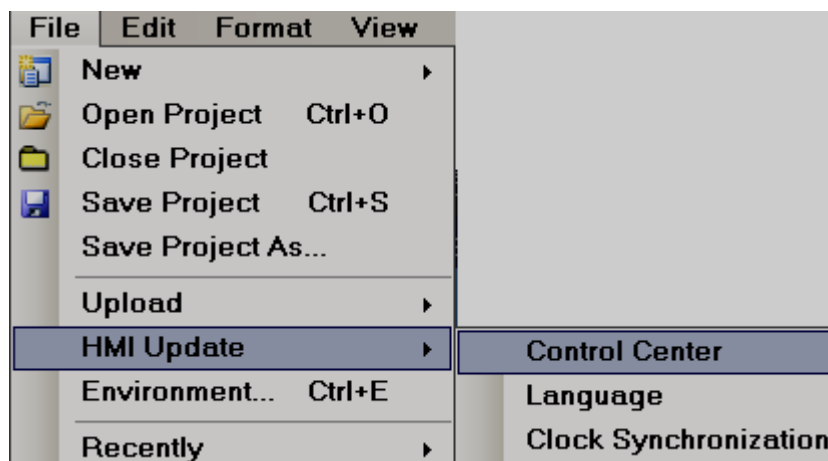 File Edit Format View
New
Open Project Ctrl+O
Close Project
Save Project Ctrl+S
Save Project As...
Upload
HMI Update
Control Center
Environment... Ctrl+E
Language
Recently
Clock Synchronization